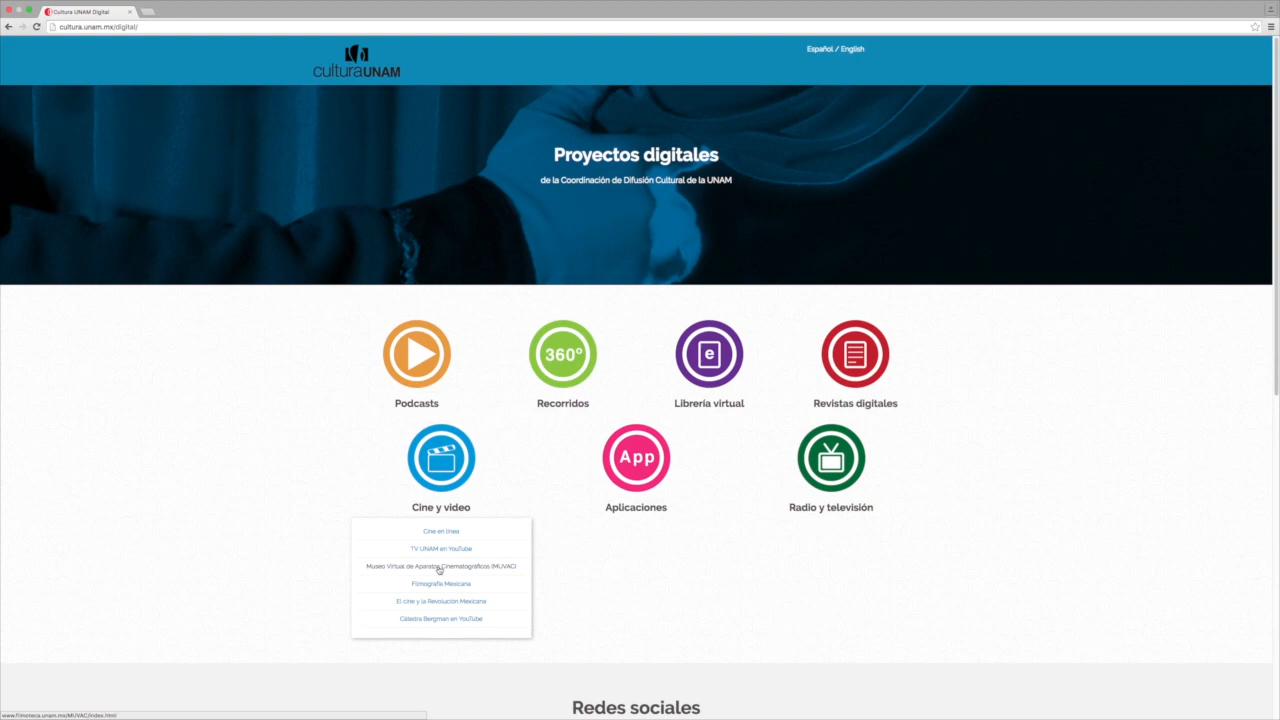 Cultura UNAM Digital
cultura.unam.mx/digital/
culturaUNAM
Español / English
Proyectos digitales
de la Coordinación de Difusión Cultural de la UNAM
360º
e
Podcasts
Recorridos
Librería virtual
Revistas digitales
App
Cine y video
Aplicaciones
Radio y televisión
Cine en línea
TV UNAM en YouTube
Museo Virtual de Aparatos Cinematográficos (MUVAC)
Filmografía Mexicana
El cine y la Revolución Mexicana
Cátedra Bergman en YouTube
Redes sociales
www.filmoteca.unam.mx/MUVAC/index.html